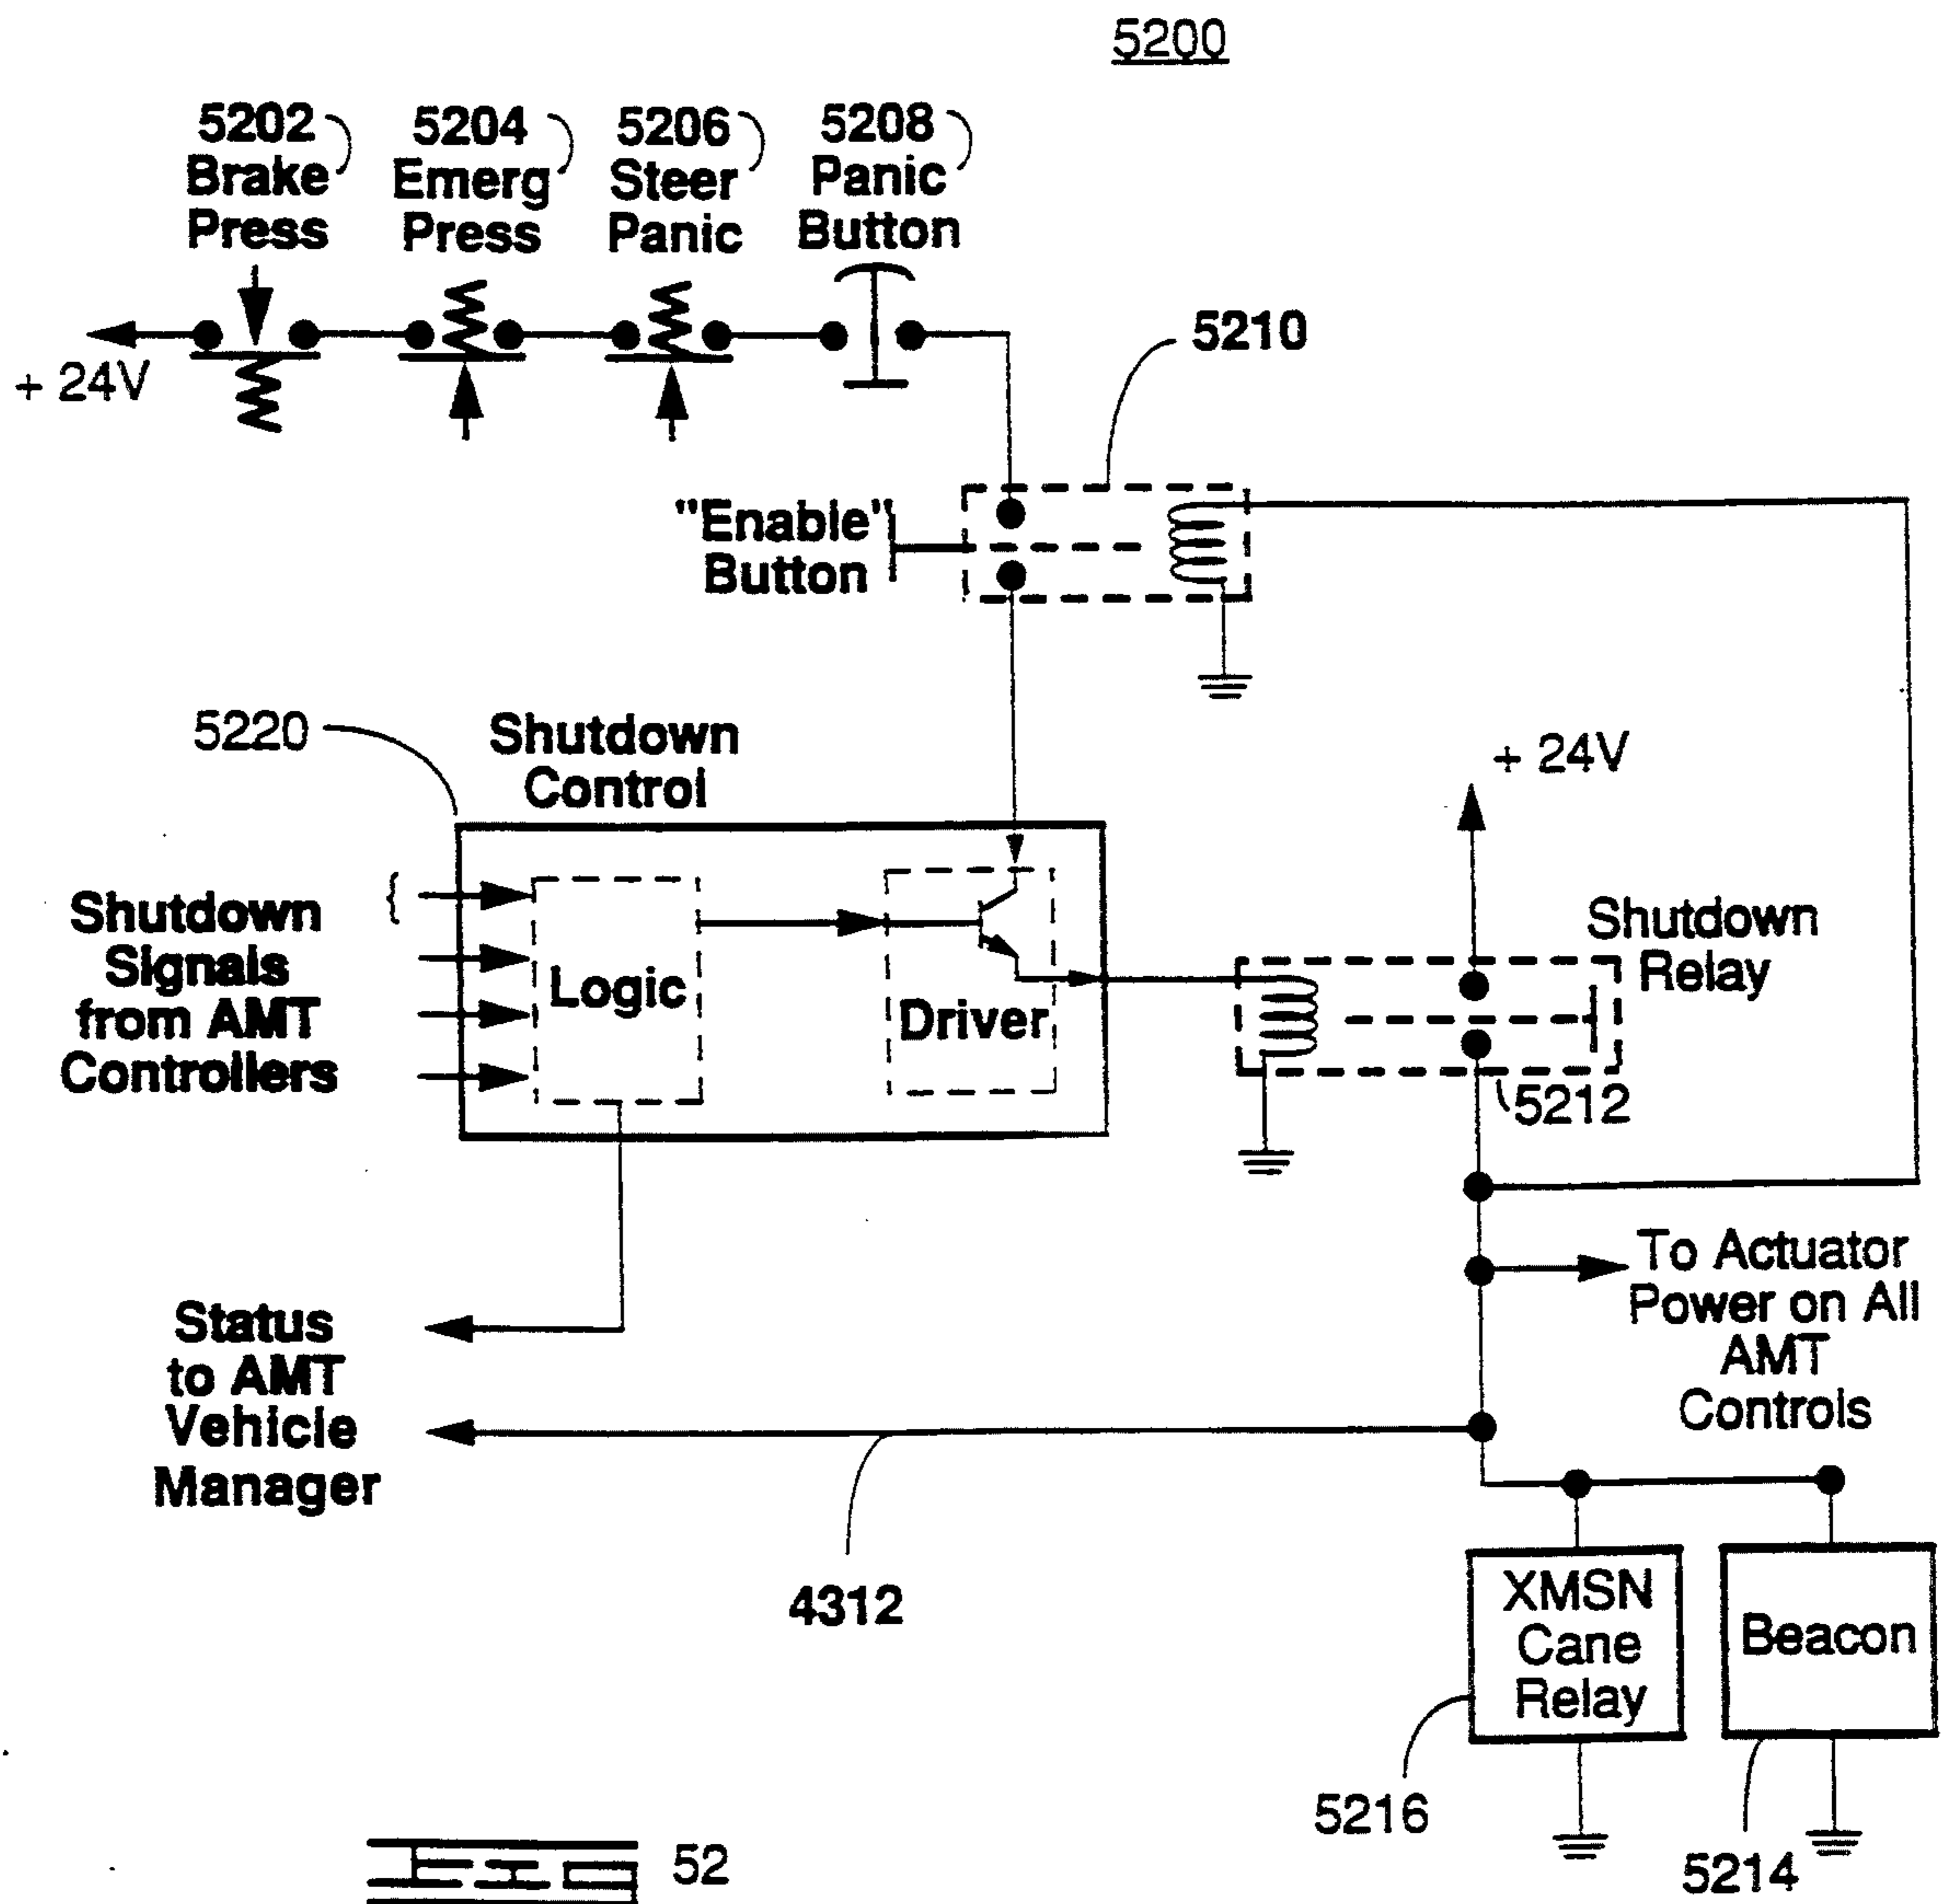 5200
5202
Brake
Press
5204
Emerg
Press
5206
Steer
Panic
5208
Panic
Button
+ 24V
5210
"Enable"
Button
5220
Shutdown
Control
+ 24V
Shutdown
Signals
from AMT
Controllers
{
Logic
Driver
Shutdown
Relay
5212
To Actuator
Power on All
AMT
Controls
Status
to AMT
Vehicle
Manager
4312
XMSN
Cane
Relay
Beacon
5216
5214
FIG 52